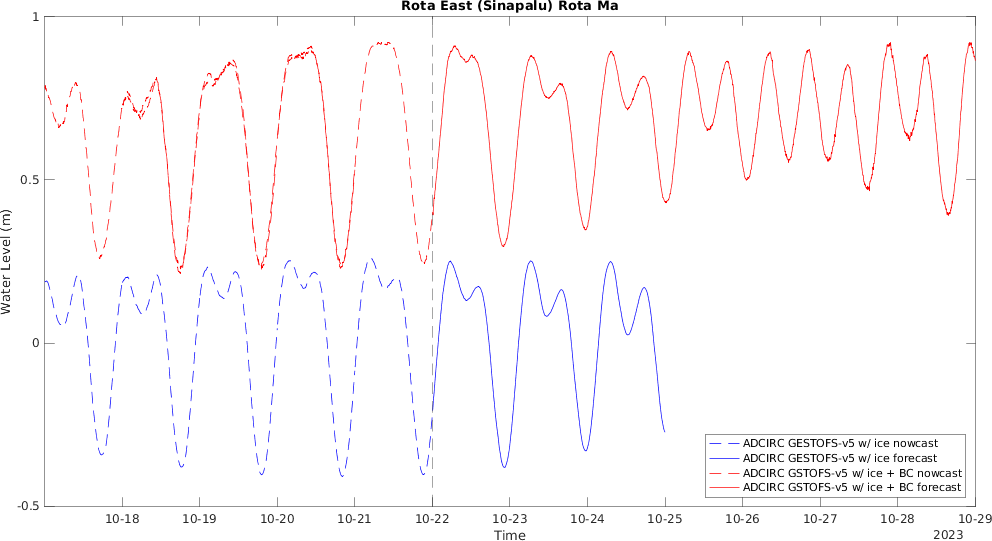 Rota East (Sinapalu) Rota Ma
1
0.5
0
-0.5
Water Level (m)
10-18 10-19 10-20 10-21 10-22 10-23 10-24 10-25 10-26 10-27 10-28 10-29
Time
2023
ADCIRC GESTOFS-v5 w/ ice nowcast
ADCIRC GESTOFS-v5 w/ ice forecast
ADCIRC GSTOFS-v5 w/ ice + BC nowcast
ADCIRC GSTOFS-v5 w/ ice + BC forecast